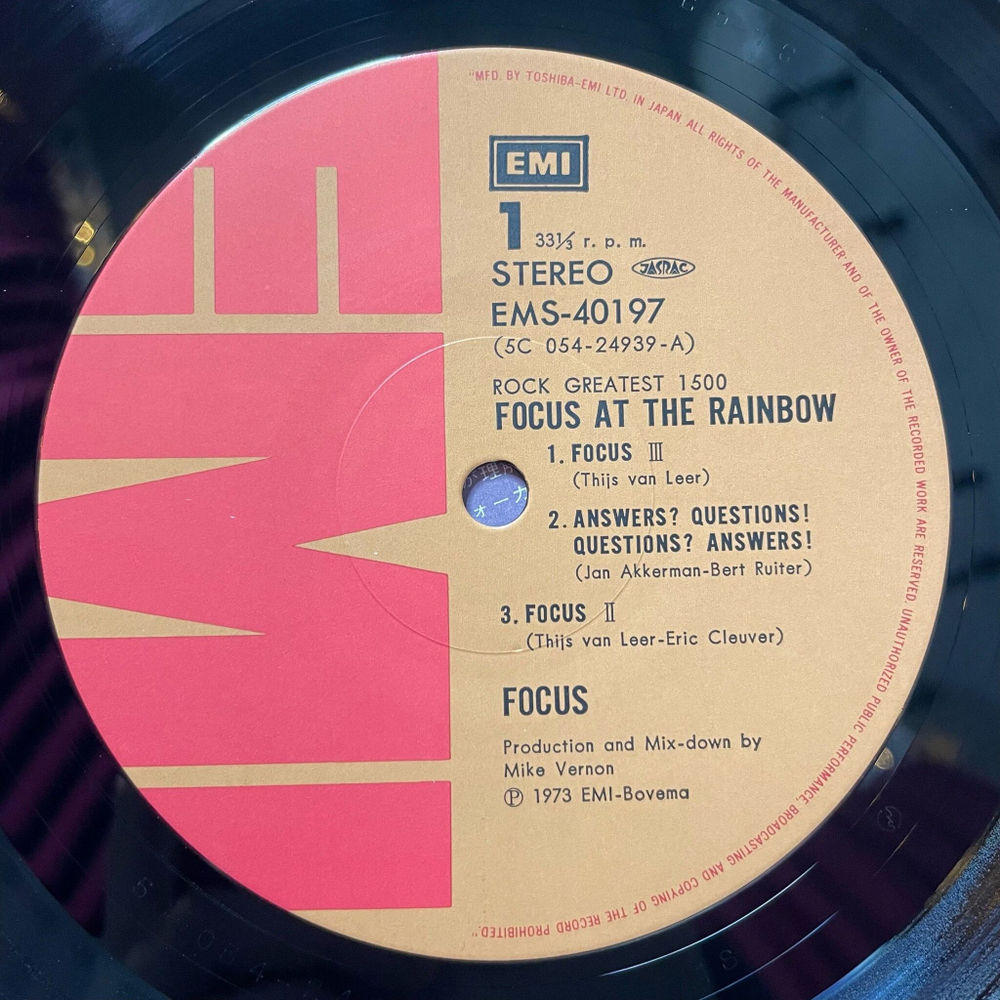 "MFD. BY TOSHIBA-EMI LTD. IN JAPAN. ALL RIGHTS OF THE MANUFACTURER AND OF THE OWNER OF THE RECORDED WORK ARE RESERVED. UNAUTHORIZED PUBLIC PERFORMANCE, BROADCASTING AND COPYING OF THE RECORD PROHIBITED."
EMI
EMI
1 33⅓ r. p. m.
STEREO JASRAC
EMS-40197
(5C 054-24939-A)
ROCK GREATEST 1500
FOCUS AT THE RAINBOW
1. FOCUS Ⅲ
(Thijs van Leer)
2. ANSWERS? QUESTIONS!
QUESTIONS? ANSWERS!
(Jan Akkerman-Bert Ruiter)
3. FOCUS Ⅱ
(Thijs van Leer-Eric Cleuver)
FOCUS
Production and Mix-down by
Mike Vernon
Ⓟ 1973 EMI-Bovema